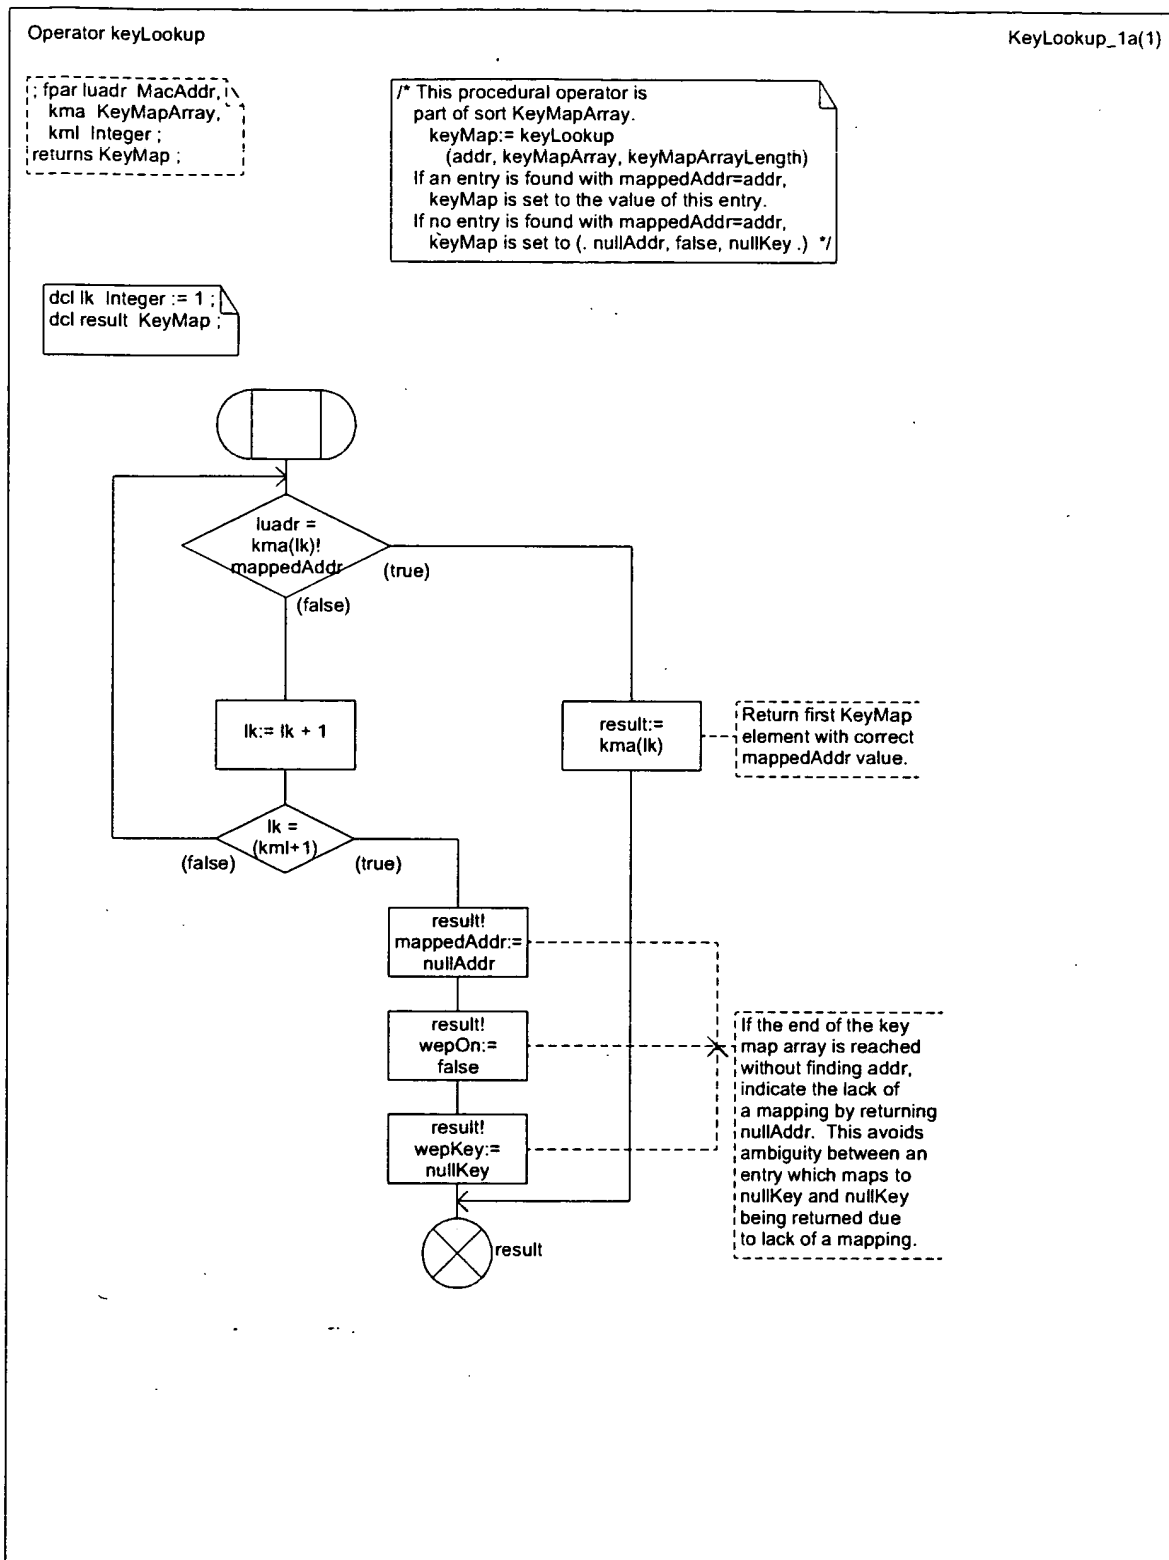 Operator keyLookup
KeyLookup_1a(1)
; fpar luadr MacAddr,
kma KeyMapArray,
kml Integer ;
returns KeyMap ;
/* This procedural operator is
part of sort KeyMapArray.
keyMap:= keyLookup
(addr, keyMapArray, keyMapArrayLength)
If an entry is found with mappedAddr=addr,
keyMap is set to the value of this entry.
If no entry is found with mappedAddr=addr,
keyMap is set to (. nullAddr, false, nullKey .) */
dcl lk Integer := 1 ;
dcl result KeyMap ;
luadr =
kma(lk)!
mappedAddr
(true)
(false)
lk:= lk + 1
result:=
kma(lk)
Return first KeyMap
element with correct
mappedAddr value.
lk =
(kml+1)
(false)
(true)
result!
mappedAddr:=
nullAddr
result!
wepOn:=
false
result!
wepKey:=
nullKey
If the end of the key
map array is reached
without finding addr,
indicate the lack of
a mapping by returning
nullAddr. This avoids
ambiguity between an
entry which maps to
nullKey and nullKey
being returned due
to lack of a mapping.
result